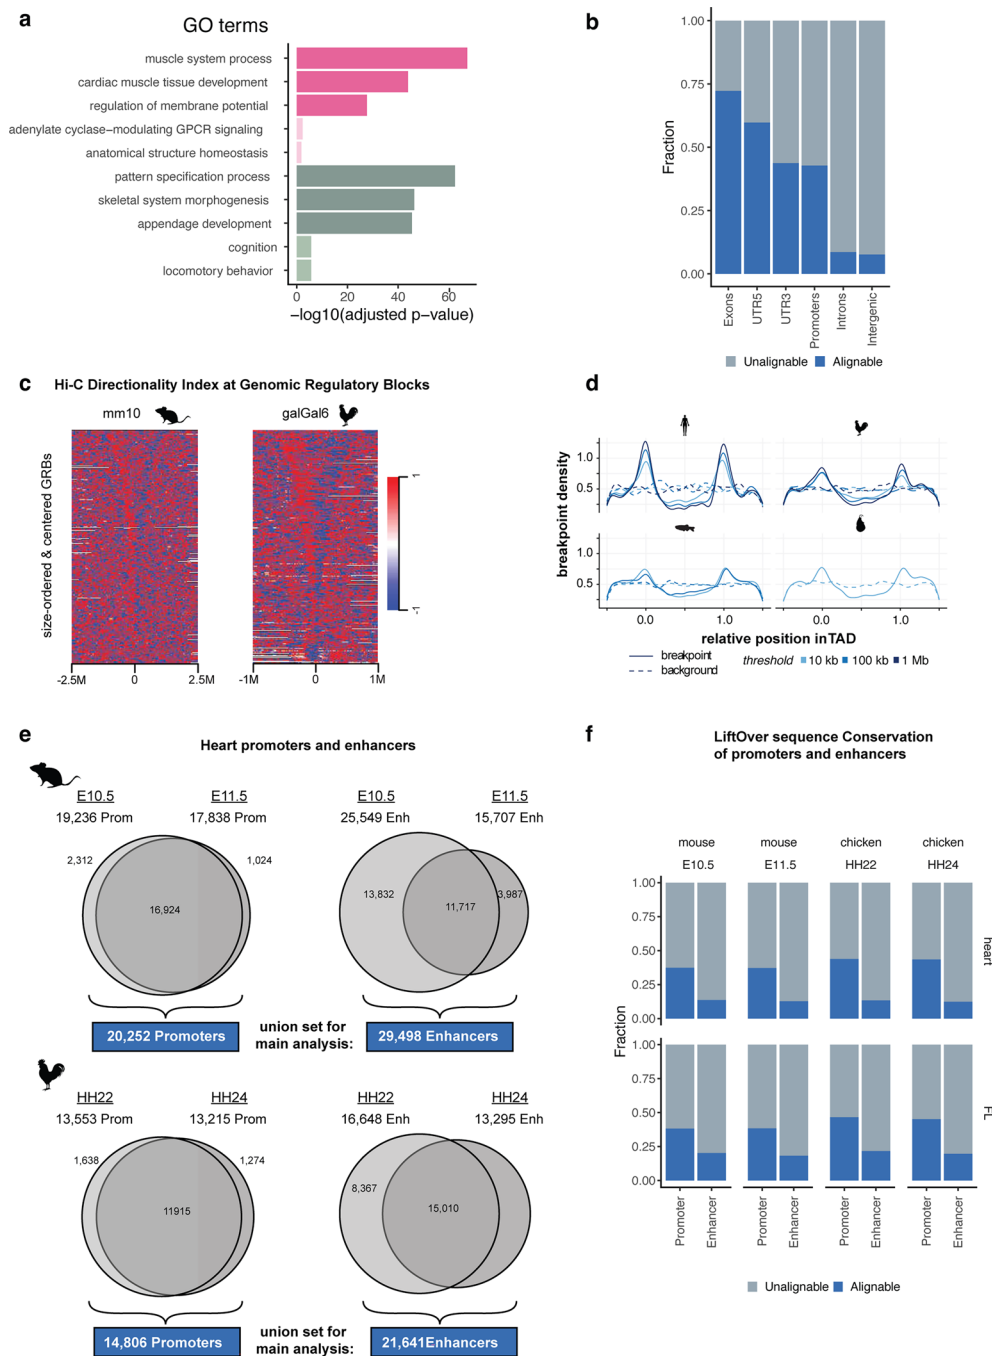 a
GO terms
muscle system process
cardiac muscle tissue development
regulation of membrane potential
adenylate cyclase−modulating GPCR signaling
anatomical structure homeostasis
pattern specification process
skeletal system morphogenesis
appendage development
cognition
locomotory behavior
0 20 40 60
−log10(adjusted p−value)
b
Fraction
1.00
0.75
0.50
0.25
0.00
Exons
UTR5
UTR3
Promoters
Introns
Intergenic
Unalignable Alignable
c
Hi-C Directionality Index at Genomic Regulatory Blocks
mm10 galGal6
size-ordered & centered GRBs
1
-1
-2.5M 0 2.5M
-1M 0 1M
d
breakpoint density
1.0
0.5
1.0
0.5
0.0 1.0 0.0 1.0
relative position inTAD
breakpoint
background
threshold 10 kb 100 kb 1 Mb
e
Heart promoters and enhancers
E10.5 E11.5 E10.5 E11.5
19,236 Prom 17,838 Prom 25,549 Enh 15,707 Enh
2,312 16,924 1,024
13,832 11,717 3,987
20,252 Promoters
union set for
main analysis:
29,498 Enhancers
HH22 HH24 HH22 HH24
13,553 Prom 13,215 Prom 16,648 Enh 13,295 Enh
1,638 11915 1,274
8,367 15,010
14,806 Promoters
union set for
main analysis:
21,641Enhancers
f
LiftOver sequence Conservation
of promoters and enhancers
mouse mouse chicken chicken
E10.5 E11.5 HH22 HH24
Fraction
1.00
0.75
0.50
0.25
0.00
heart
1.00
0.75
0.50
0.25
0.00
FL
Promoter
Enhancer
Promoter
Enhancer
Promoter
Enhancer
Promoter
Enhancer
Unalignable Alignable